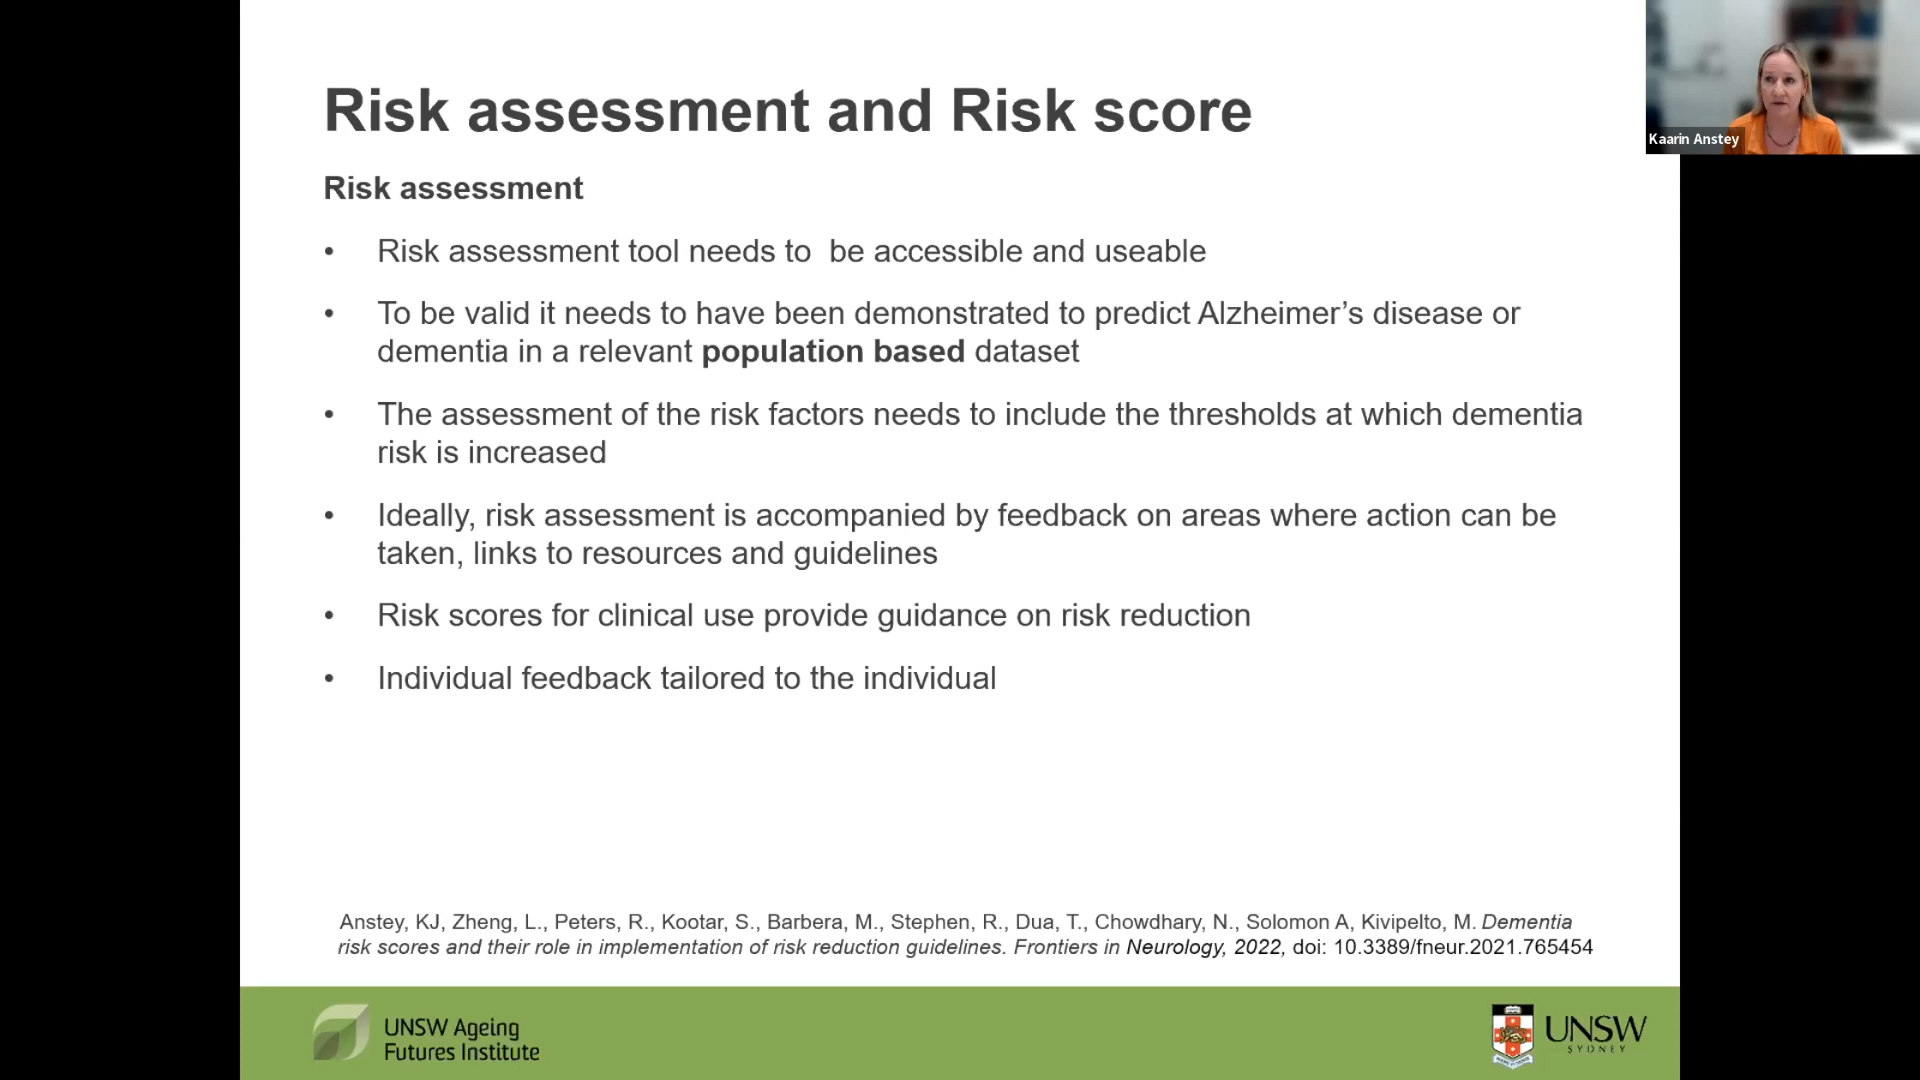 Risk assessment and Risk score
Kaarin Anstey
Risk assessment
• Risk assessment tool needs to  be accessible and useable
• To be valid it needs to have been demonstrated to predict Alzheimer’s disease or
dementia in a relevant population based dataset
• The assessment of the risk factors needs to include the thresholds at which dementia
risk is increased
• Ideally, risk assessment is accompanied by feedback on areas where action can be
taken, links to resources and guidelines
• Risk scores for clinical use provide guidance on risk reduction
• Individual feedback tailored to the individual
Anstey, KJ, Zheng, L., Peters, R., Kootar, S., Barbera, M., Stephen, R., Dua, T., Chowdhary, N., Solomon A, Kivipelto, M. Dementia
risk scores and their role in implementation of risk reduction guidelines. Frontiers in Neurology, 2022, doi: 10.3389/fneur.2021.765454
UNSW Ageing
Futures Institute
UNSW
SYDNEY